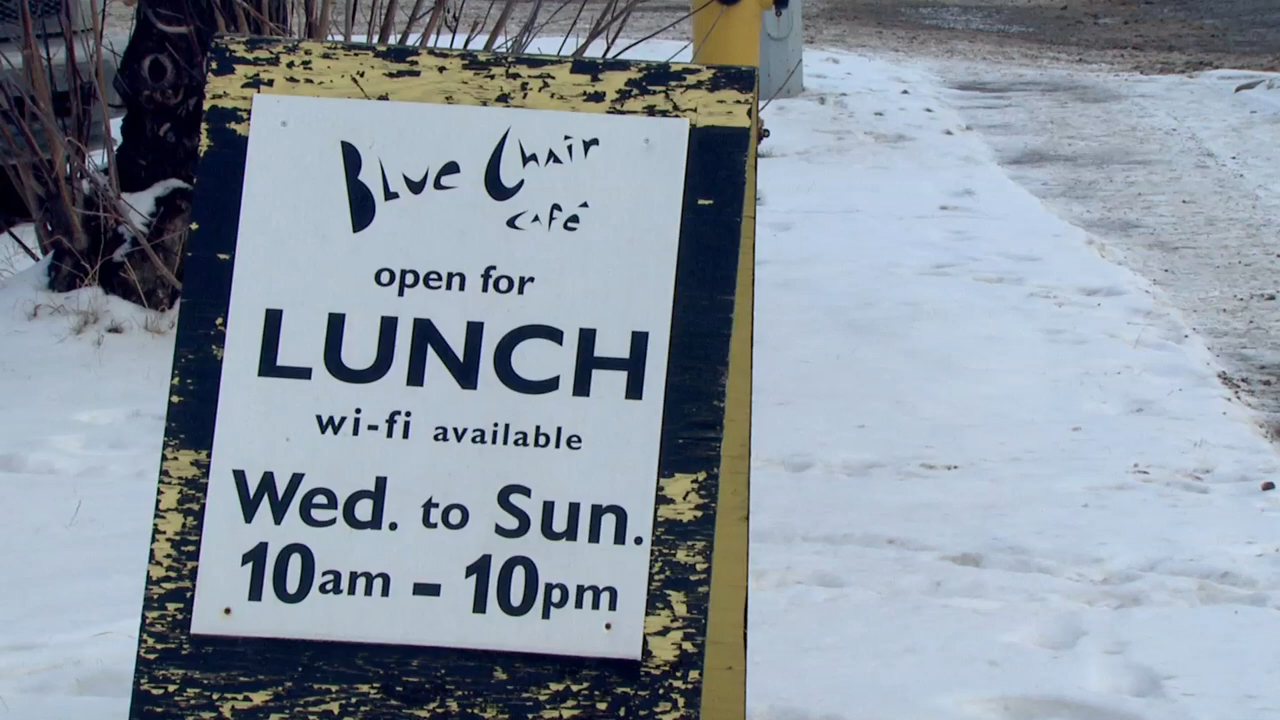 Blue Chair
café
open for
LUNCH
wi-fi available
Wed. to Sun.
10am - 10pm